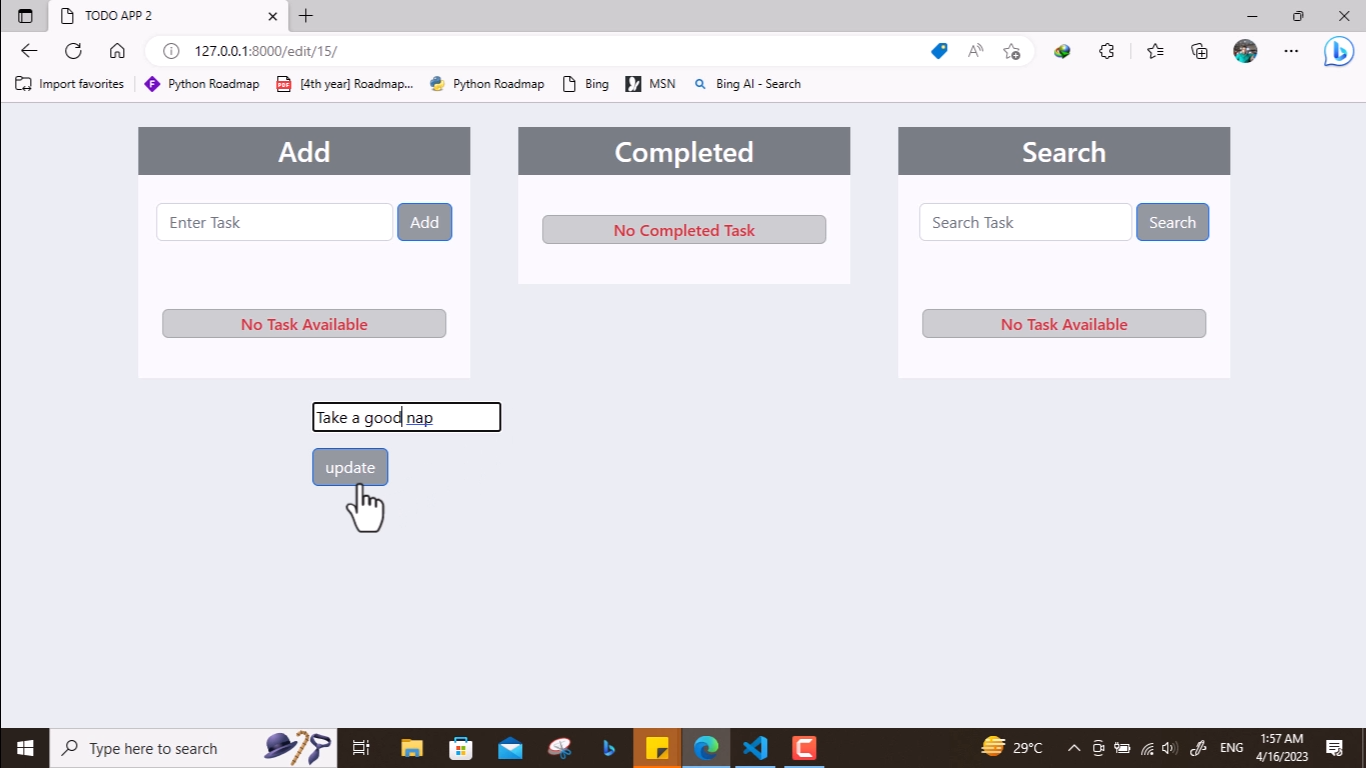 TODO APP 2
127.0.0.1:8000/edit/15/
Import favorites
Python Roadmap
[4th year] Roadmap...
Python Roadmap
Bing
MSN
Bing AI - Search
Add
Enter Task
Add
No Task Available
Completed
No Completed Task
Search
Search Task
Search
No Task Available
Take a good nap
update
Type here to search
29°C
ENG
1:57 AM
4/16/2023